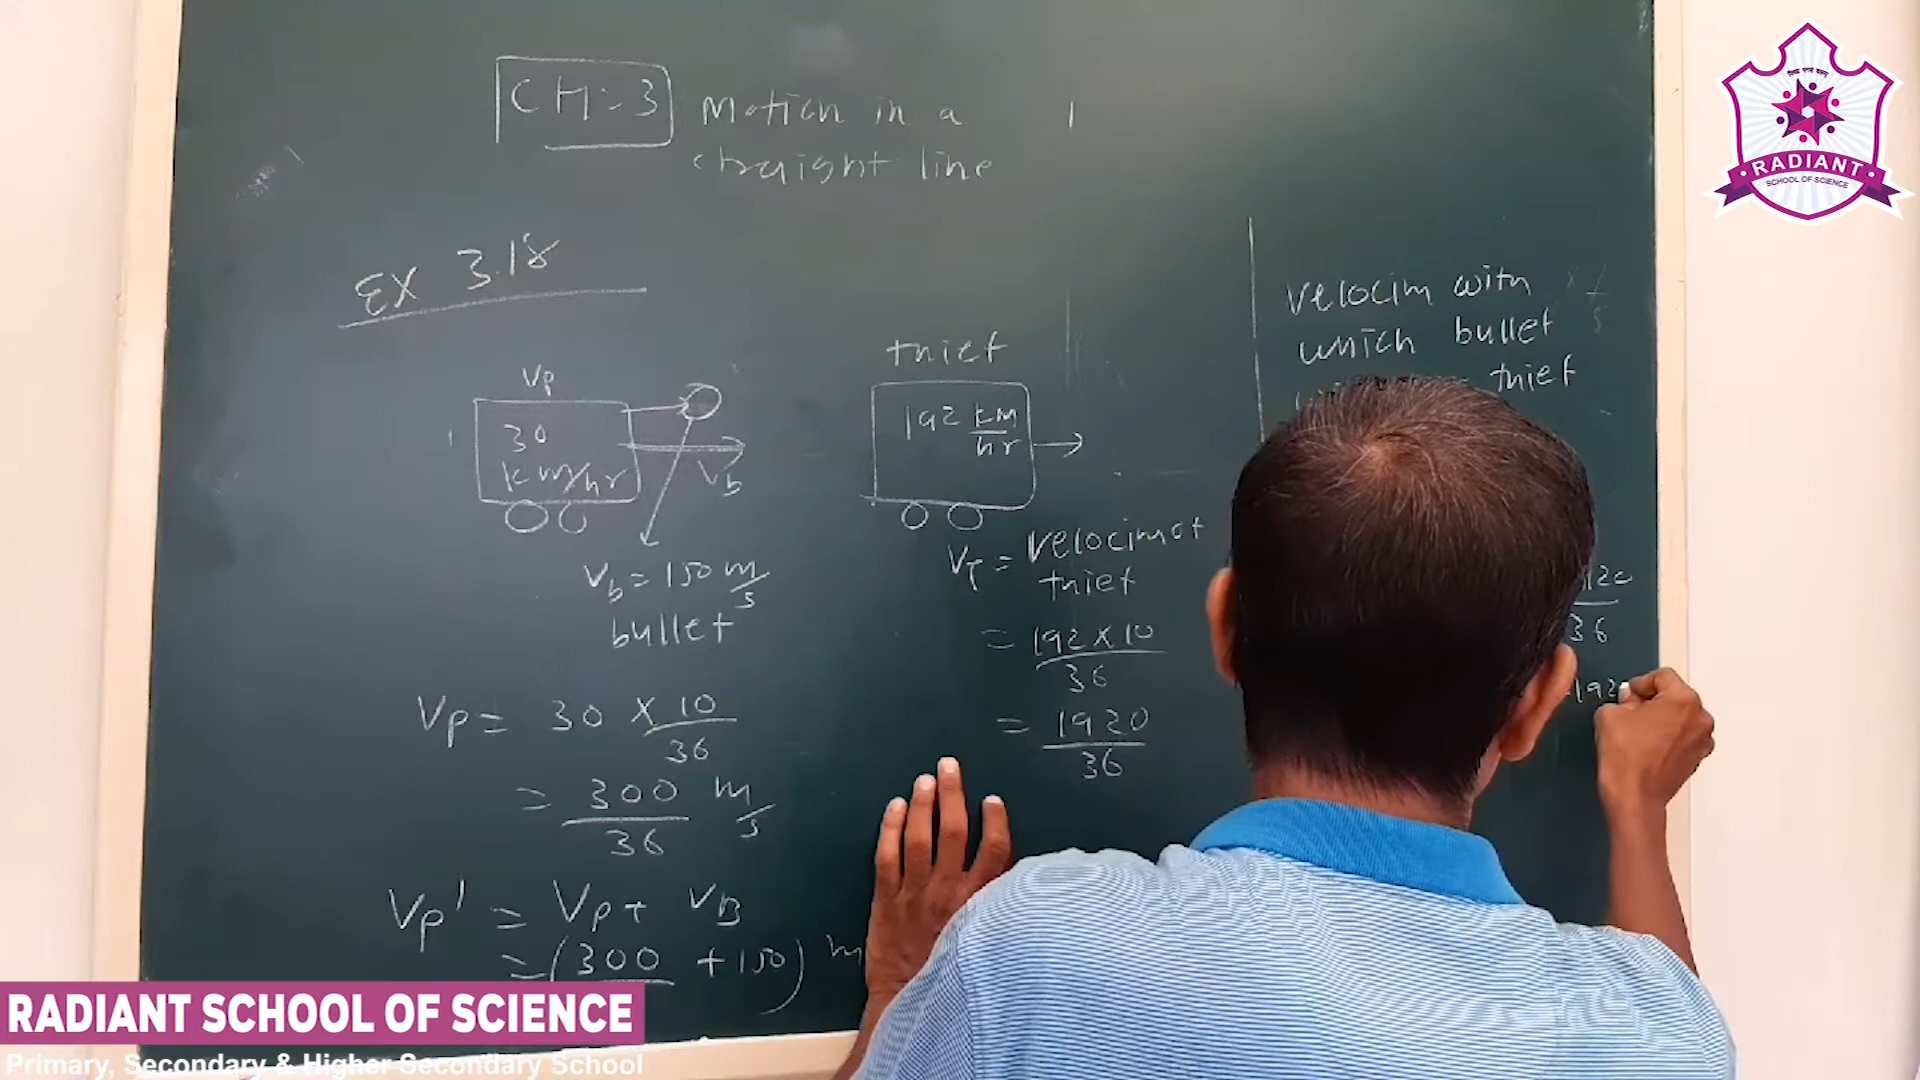 CH=3 Motion in a
straight line
EX 3.18
Vp
30
km/hr
Vb
Vb = 150 m/s
bullet
Vp = 30 × 10/36
= 300/36 m/s
Vp' = Vp + VB
= (300 + 150) m
thief
192 km/hr
VT = velocity of
thief
= 192 × 10/36
= 1920/36
velocity with
which bullet
thief
36
192
RADIANT
SCHOOL OF SCIENCE
RADIANT SCHOOL OF SCIENCE
Primary, Secondary & Higher Secondary School